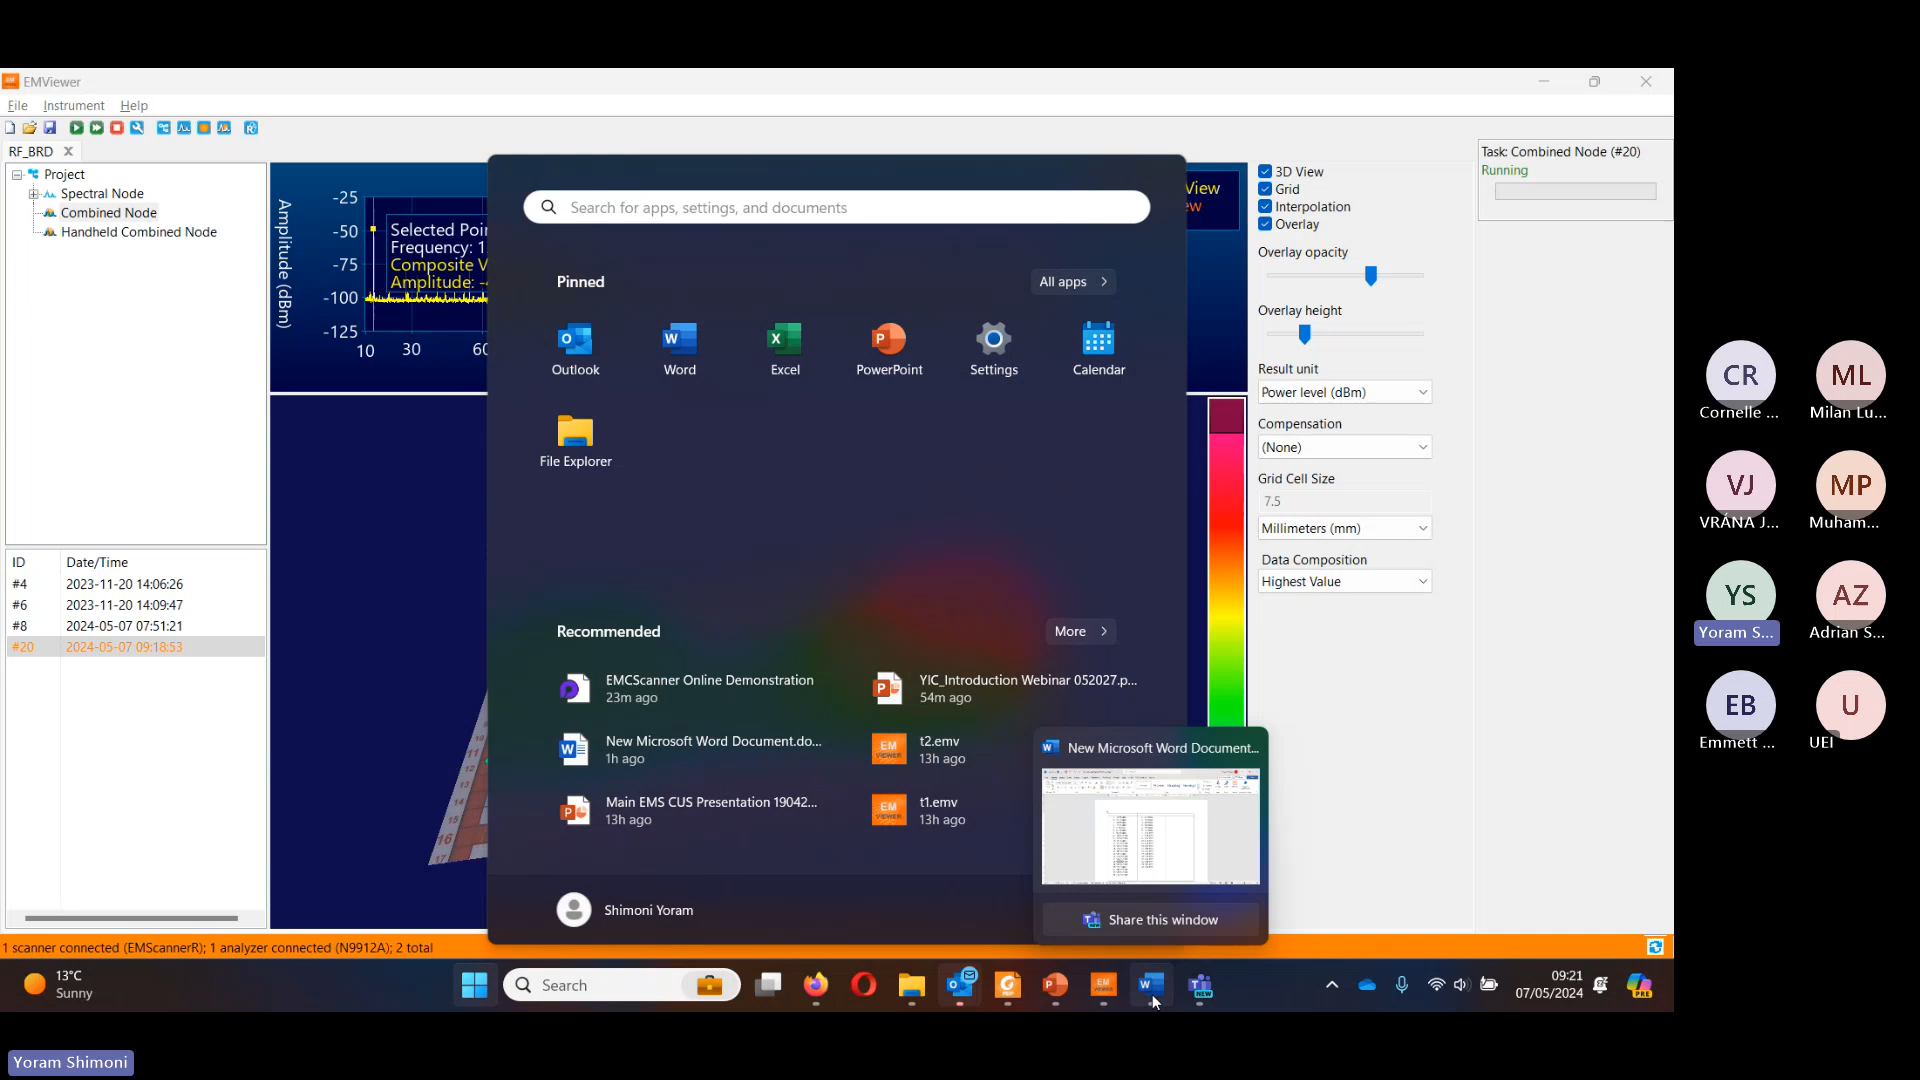 EMViewer
File Instrument Help
RF_BRD X
Project
Spectral Node
Combined Node
Handheld Combined Node
ID Date/Time
#4 2023-11-20 14:06:26
#6 2023-11-20 14:09:47
#8 2024-05-07 07:51:21
#20 2024-05-07 09:18:53
Amplitude (dBm)
-25
-50
-75
-100
-125
10 30
Frequency: 1
Amplitude: -
Search for apps, settings, and documents
Pinned
All apps
Outlook
Word
Excel
PowerPoint
Settings
Calendar
File Explorer
Recommended
More
EMCScanner Online Demonstration
23m ago
YIC_Introduction Webinar 052027.p...
54m ago
New Microsoft Word Document.do...
1h ago
t2.emv
13h ago
Main EMS CUS Presentation 19042...
13h ago
t1.emv
13h ago
Shimoni Yoram
New Microsoft Word Document...
Share this window
3D View
Grid
Interpolation
Overlay
Overlay opacity
Overlay height
Result unit
Power level (dBm)
Compensation
(None)
Grid Cell Size
7.5
Millimeters (mm)
Data Composition
Highest Value
Task: Combined Node (#20)
Running
1 scanner connected (EMScannerR); 1 analyzer connected (N9912A); 2 total
13°C
Sunny
Search
09:21
07/05/2024
CR
Cornelle ...
ML
Milan Lu...
VJ
VRÁNA J...
MP
Muham...
YS
Yoram S...
AZ
Adrian S...
EB
Emmett ...
U
UEI
Yoram Shimoni